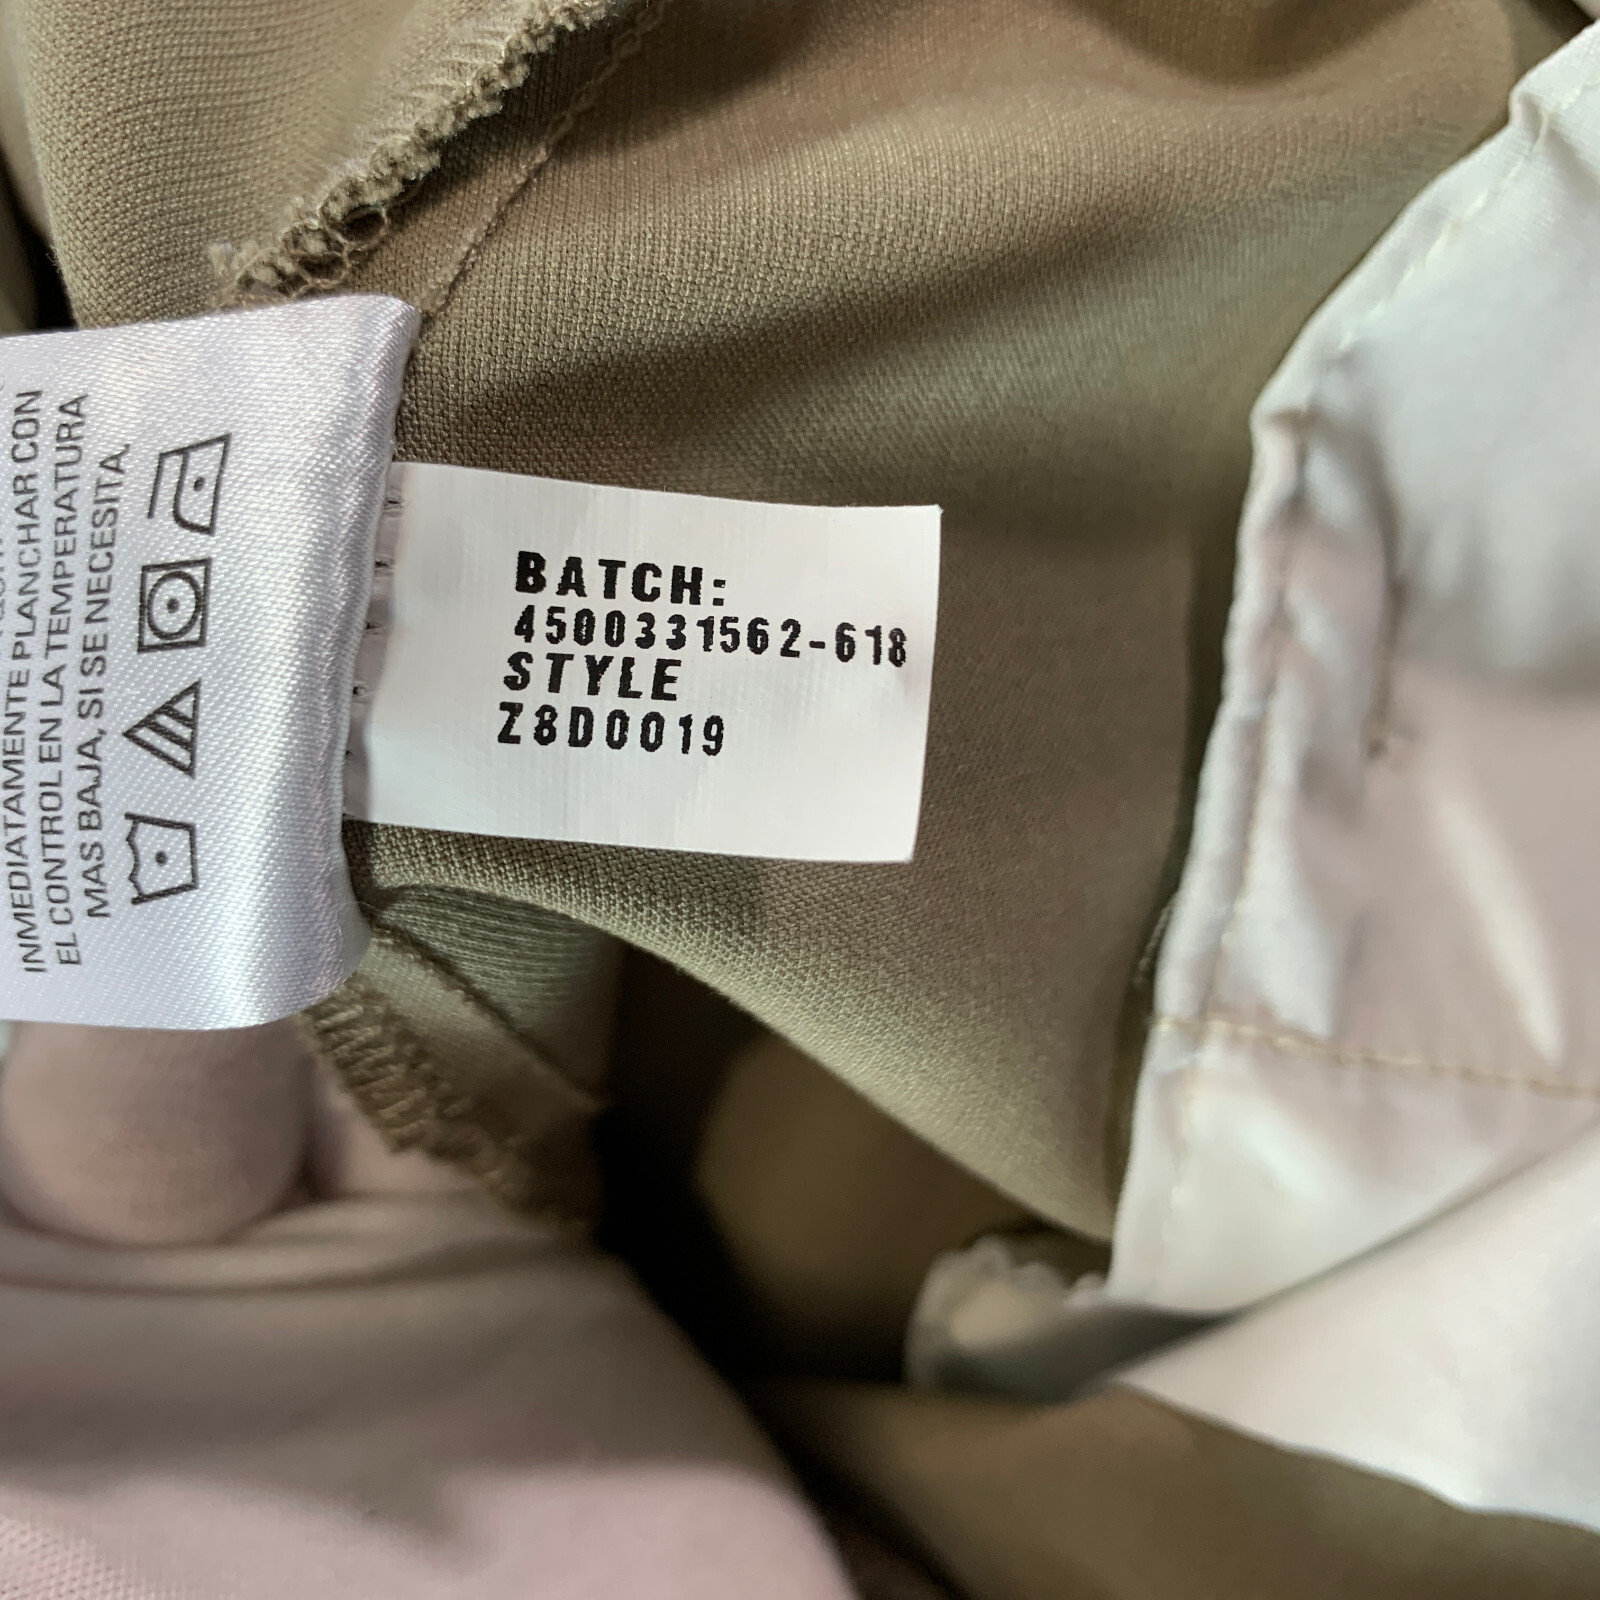 INMEDIATAMENTE PLANCHAR CON
EL CONTROL EN LA TEMPERATURA
MAS BAJA, SI SE NECESITA.
BATCH:
4500331562-618
STYLE
Z8D0019